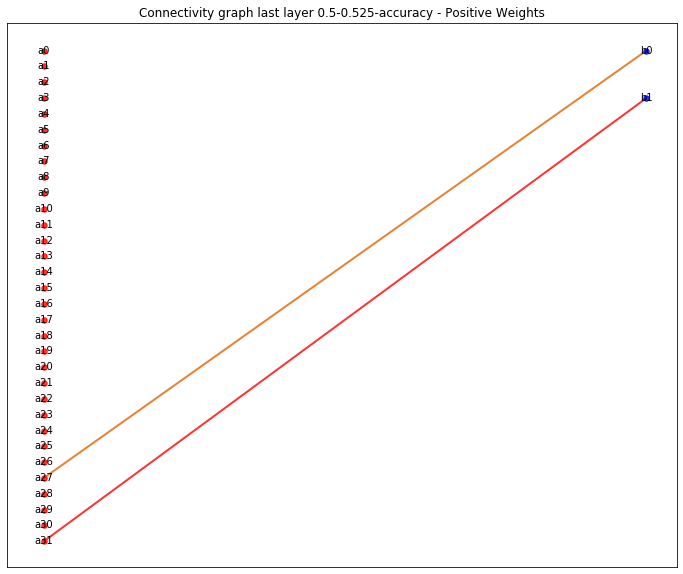 Connectivity graph last layer 0.5-0.525-accuracy - Positive Weights
a0
b0
a1
a2
a3
b1
a4
a5
a6
a7
a8
a9
a10
a11
a12
a13
a14
a15
a16
a17
a18
a19
a20
a21
a22
a23
a24
a25
a26
a27
a28
a29
a30
a31